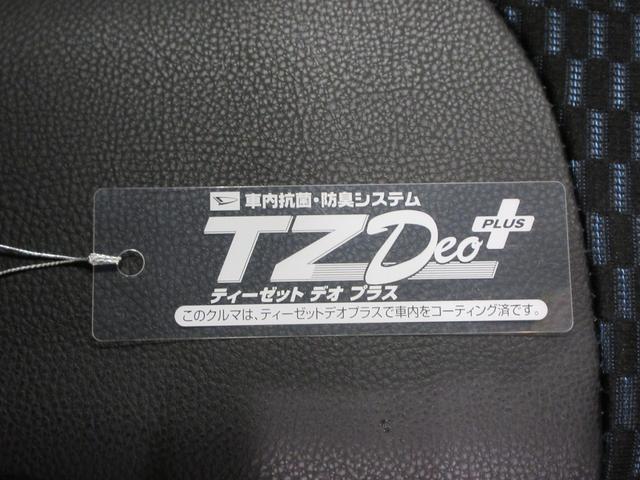 車内抗菌・防臭システム
TZ Deo PLUS
ティーゼット デオ プラス
このクルマは、ティーゼットデオプラスで車内をコーティング済です。